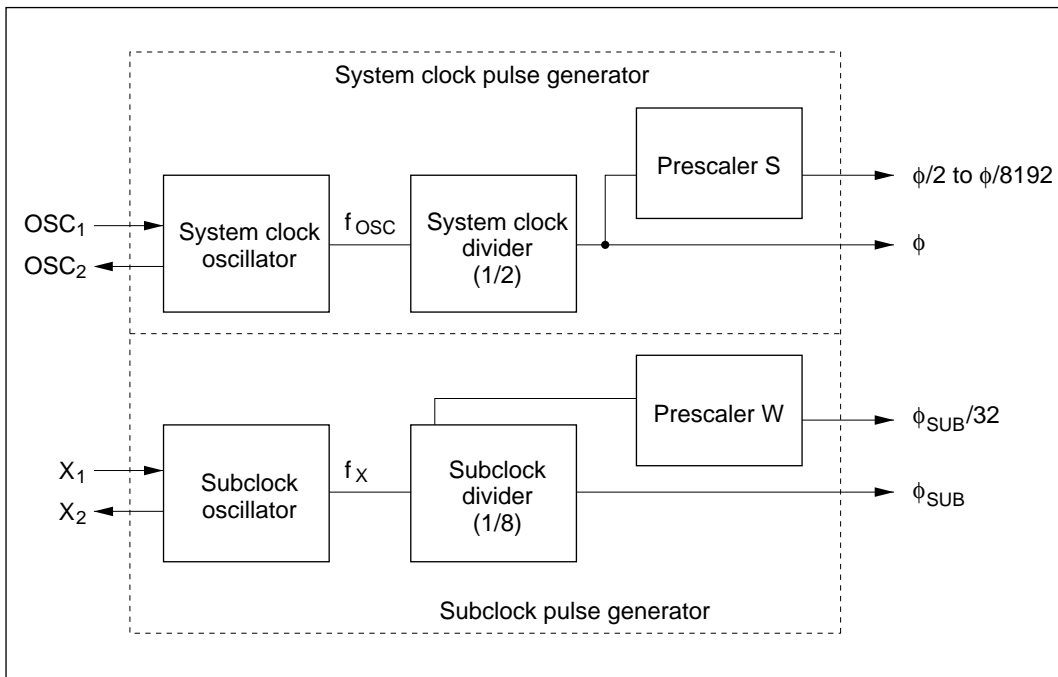 System clock pulse generator
Prescaler S
ϕ/2 to ϕ/8192
OSC1
OSC2
System clock
oscillator
fOSC
System clock
divider
(1/2)
ϕ
Prescaler W
ϕSUB/32
X1
X2
Subclock
oscillator
fX
Subclock
divider
(1/8)
ϕSUB
Subclock pulse generator